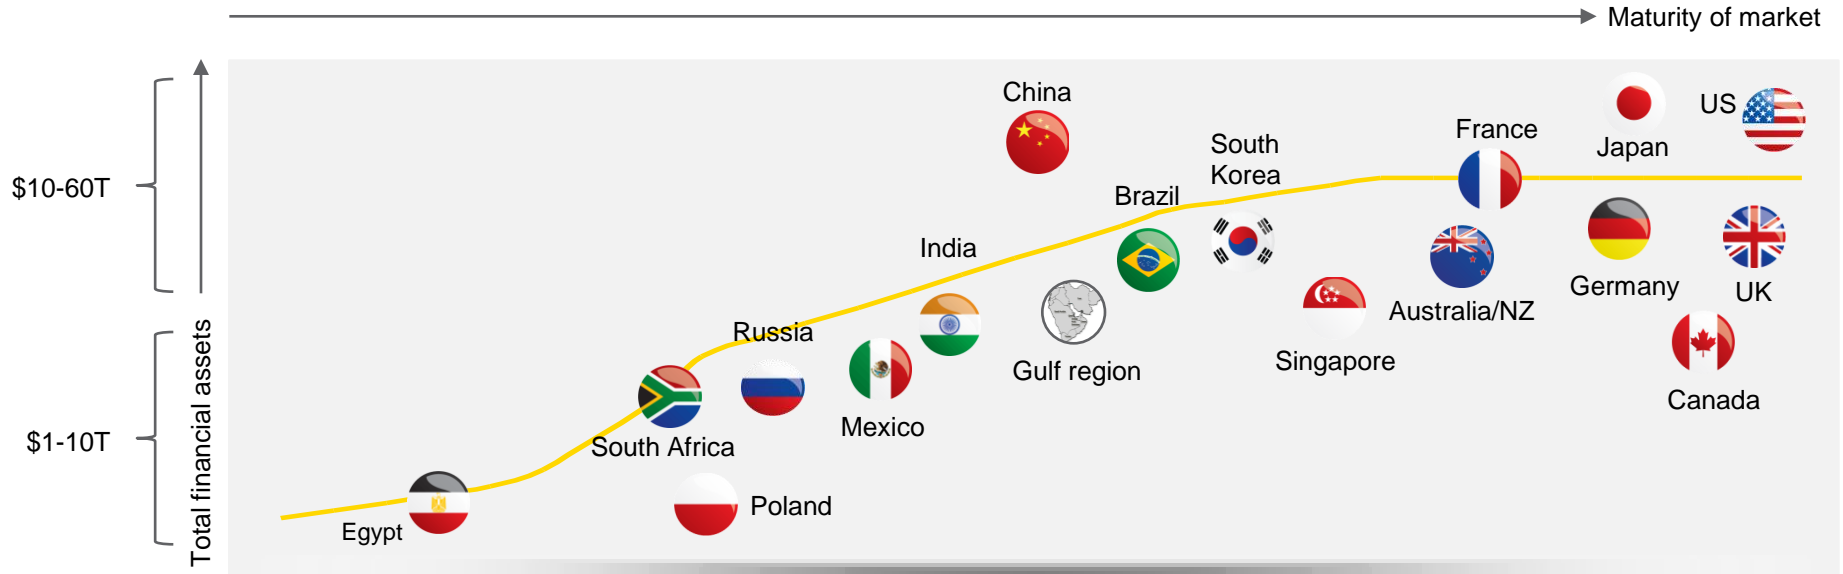 Maturity of market
China
US
France
Japan
South
Korea
$10-60T
Brazil
India
Germany
UK
Australia/NZ
Russia
Singapore
Gulf region
Canada
Mexico
$1-10T
South Africa
Total financial assets
Poland
Egypt